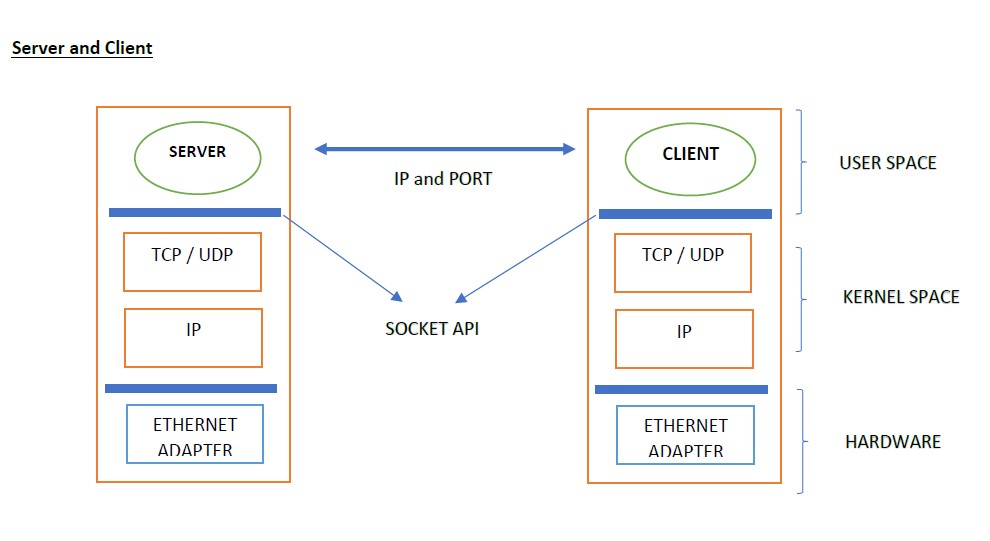 Server and Client
SERVER
CLIENT
USER SPACE
IP and PORT
TCP / UDP
TCP / UDP
KERNEL SPACE
SOCKET API
IP
IP
ETHERNET
ADAPTER
ETHERNET
ADAPTER
HARDWARE